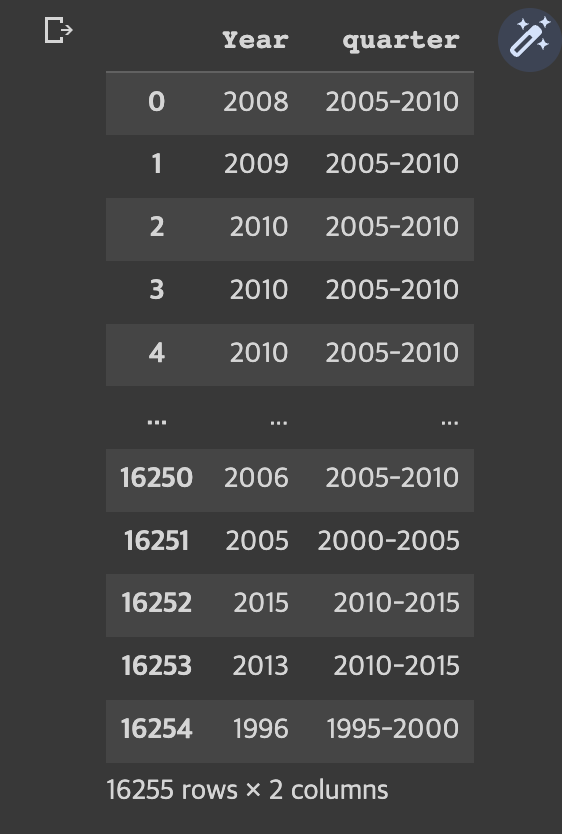 Year quarter
0 2008 2005-2010
1 2009 2005-2010
2 2010 2005-2010
3 2010 2005-2010
4 2010 2005-2010
... ... ...
16250 2006 2005-2010
16251 2005 2000-2005
16252 2015 2010-2015
16253 2013 2010-2015
16254 1996 1995-2000
16255 rows × 2 columns